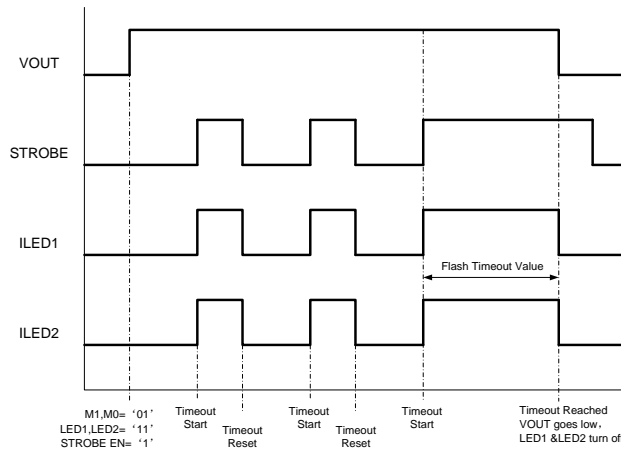 VOUT
STROBE
ILED1
Flash Timeout Value
ILED2
M1,M0= ‘01’
LED1,LED2= ‘11’
STROBE EN= ‘1’
Timeout
Start
Timeout
Reset
Timeout
Start
Timeout
Reset
Timeout
Start
Timeout Reached
VOUT goes low,
LED1 &LED2 turn of